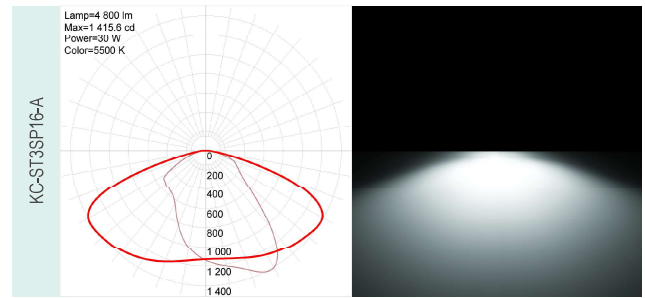 Lamp=4 800 lm
Max=1 415.6 cd
Power=30 W
Color=5500 K
KC-ST3SP16-A
0
200
400
600
800
1 000
1 200
1 400